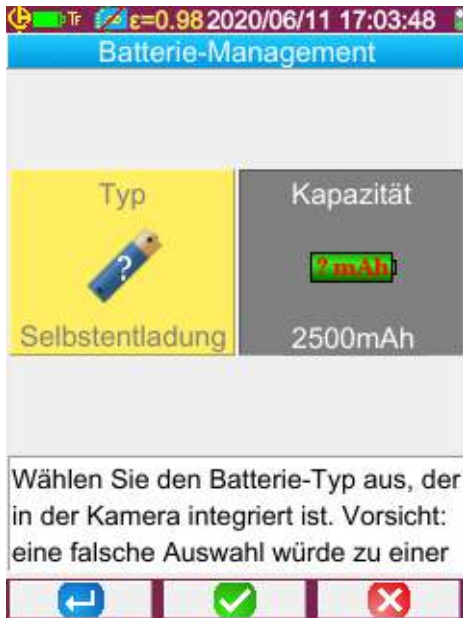 TF ε=0.98 2020/06/11 17:03:48
Batterie-Management
Typ
?
Selbstentladung
Kapazität
? mAh
2500mAh
Wählen Sie den Batterie-Typ aus, der
in der Kamera integriert ist. Vorsicht:
eine falsche Auswahl würde zu einer